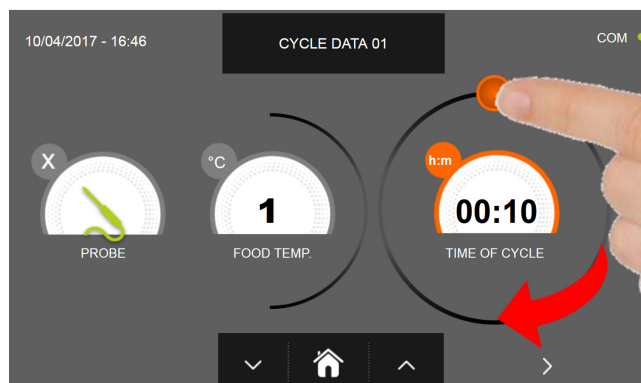 10/04/2017 - 16:46
CYCLE DATA 01
COM
X
°C
h:m
1
00:10
PROBE
FOOD TEMP.
TIME OF CYCLE